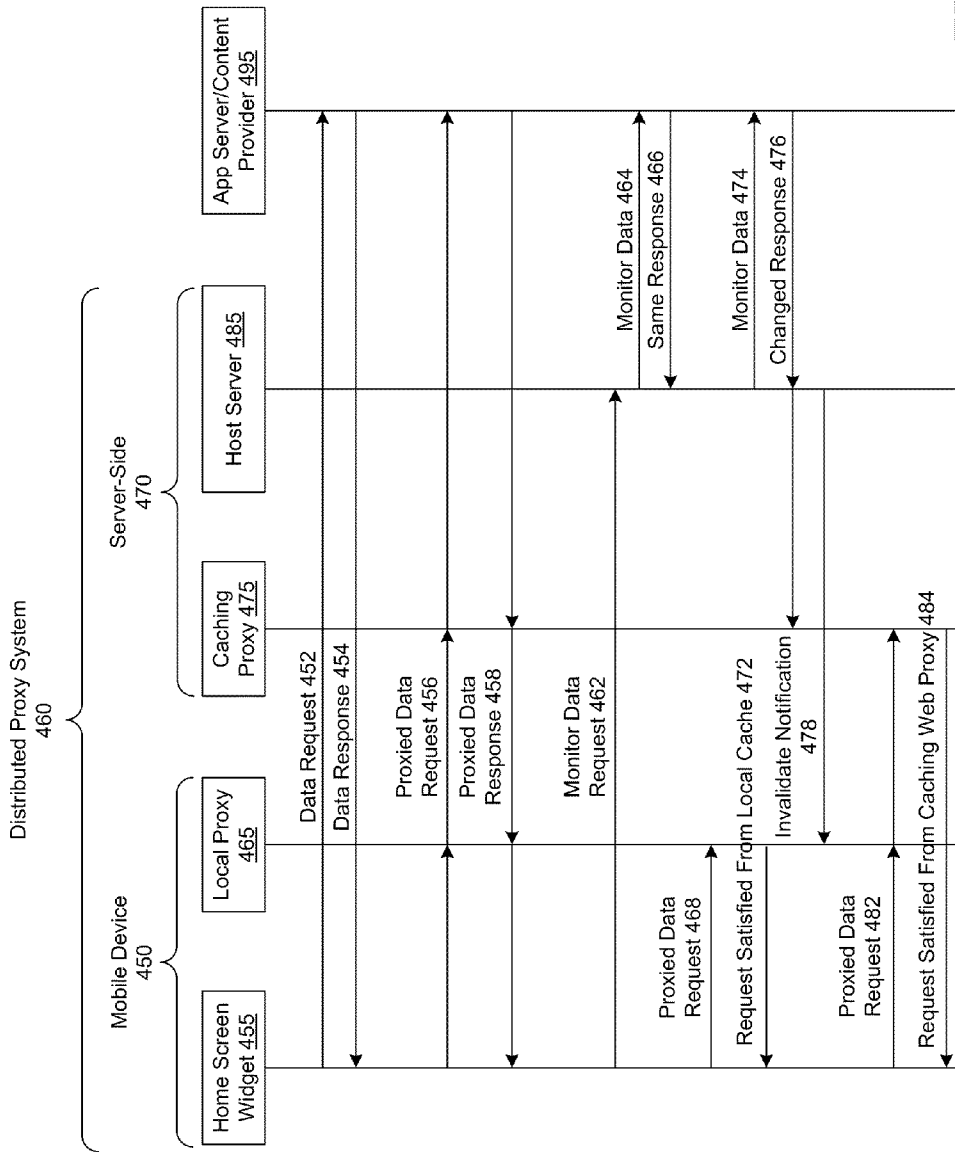 Distributed Proxy System
460
Mobile Device
450
Server-Side
470
Home Screen
Widget 455
Local Proxy
465
Caching
Proxy 475
Host Server 485
App Server/Content
Provider 495
Data Request 452
Data Response 454
Proxied Data
Request 456
Proxied Data
Response 458
Monitor Data
Request 462
Monitor Data 464
Same Response 466
Proxied Data
Request 468
Request Satisfied From Local Cache 472
Monitor Data 474
Changed Response 476
Invalidate Notification
478
Proxied Data
Request 482
Request Satisfied From Caching Web Proxy 484